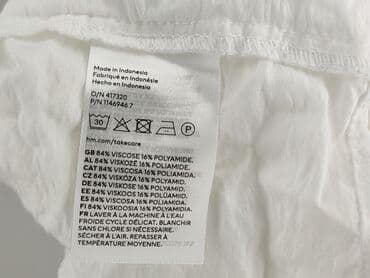 Made in Indonesia
Fabriqué en Indonésie
Hecho en Indonesia
O/N 417320
P/N 1146946 7
30
P
hm.com/takecare
GB 84% VISCOSE 16% POLYAMIDE.
AL 84% VISKOZË 16% POLIAMIDE.
CAT 84% VISCOSA 16% POLIAMIDA.
CZ 84% VISKÓZA 16% POLYAMID.
DE 84% VISKOSE 16% POLYAMID.
EE 84% VISKOOS 16% POLÜAMIID.
ES 84% VISCOSA 16% POLIAMIDA.
FI 84% VISKOOSIA 16% POLYAMIDIA.
FR LAVER À LA MACHINE À L'EAU
FROIDE CYCLE DÉLICAT. BLANCHIR
SANS CHLORE SI NÉCESSAIRE.
SÉCHER À L'AIR. REPASSER À
TEMPÉRATURE MOYENNE.